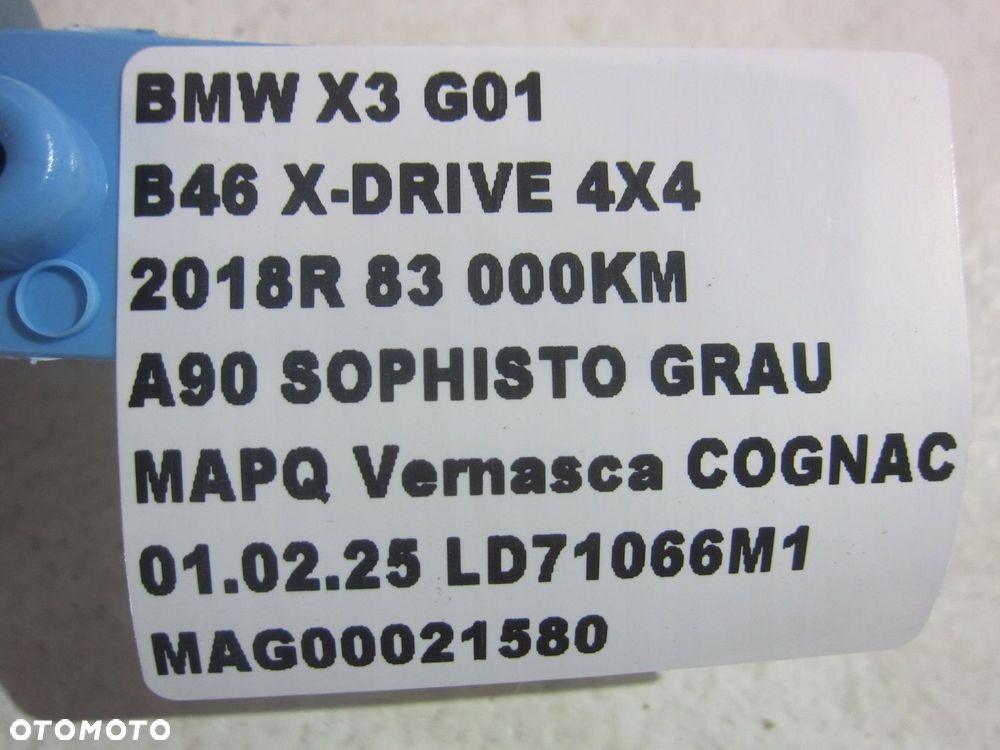 BMW X3 G01
B46 X-DRIVE 4X4
2018R 83 000KM
A90 SOPHISTO GRAU
MAPQ Vernasca COGNAC
01.02.25 LD71066M1
MAG00021580
OTOMOTO